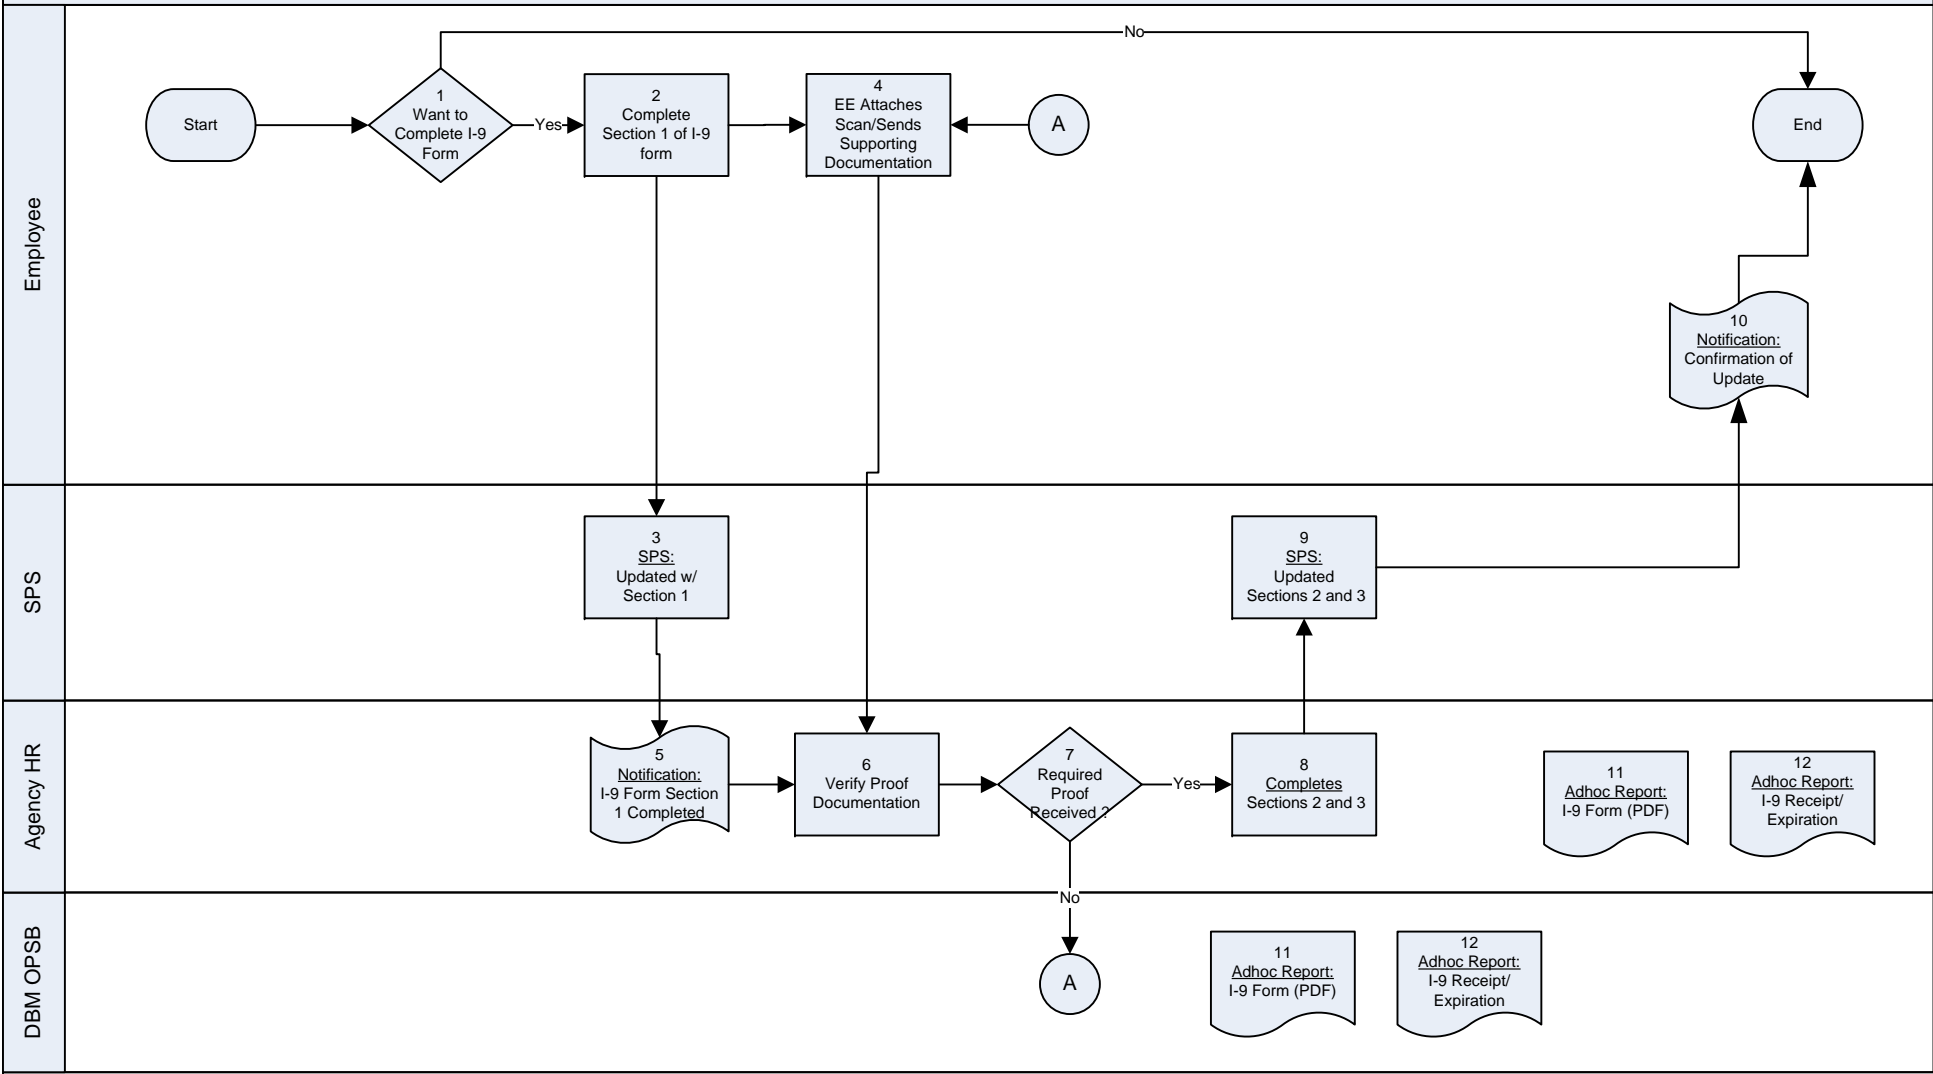 Employee
No
Start
1
Want to
Complete I-9
Form
Yes
2
Complete
Section 1 of I-9
form
4
EE Attaches
Scan/Sends
Supporting
Documentation
A
End
10
Notification:
Confirmation of
Update
SPS
3
SPS:
Updated w/
Section 1
9
SPS:
Updated
Sections 2 and 3
Agency HR
5
Notification:
I-9 Form Section
1 Completed
6
Verify Proof
Documentation
7
Required
Proof
Received ?
Yes
8
Completes
Sections 2 and 3
11
Adhoc Report:
I-9 Form (PDF)
12
Adhoc Report:
I-9 Receipt/
Expiration
No
DBM OPSB
A
11
Adhoc Report:
I-9 Form (PDF)
12
Adhoc Report:
I-9 Receipt/
Expiration